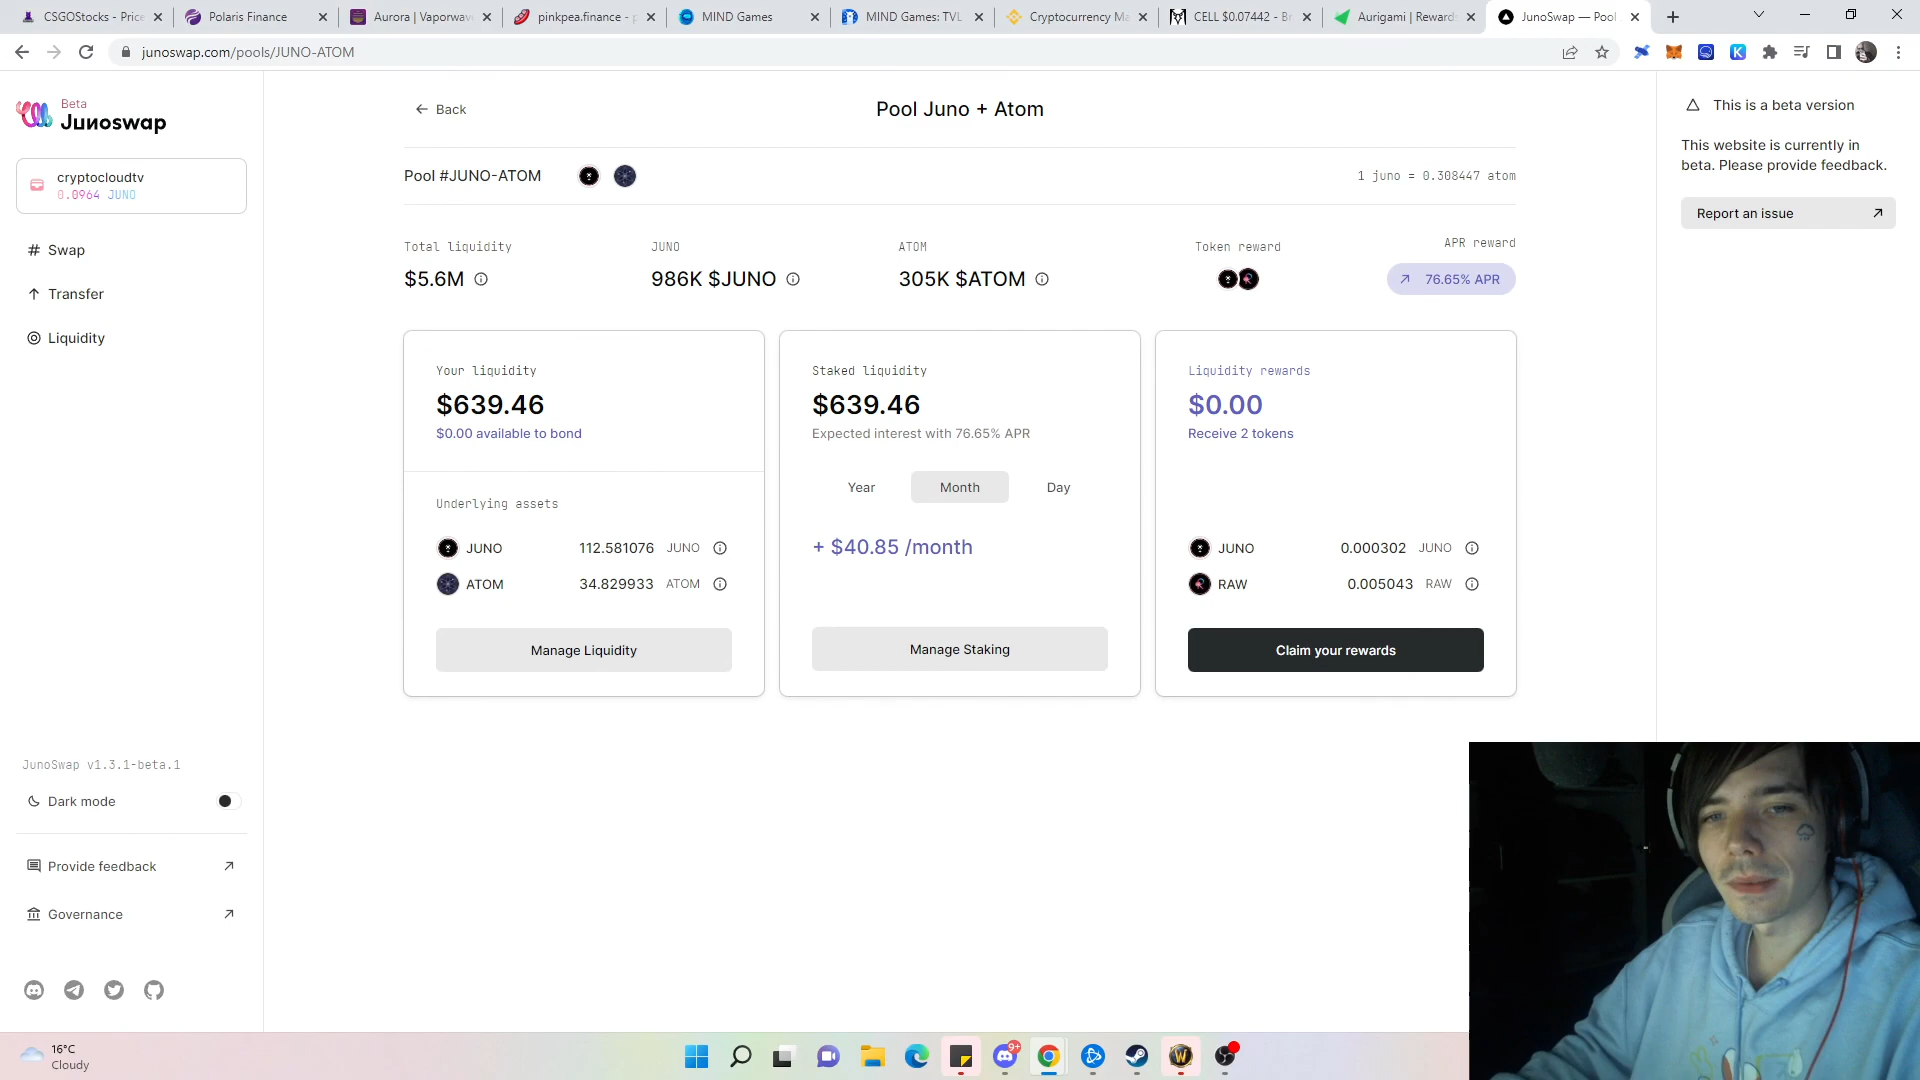 CSGOStocks - Price
Polaris Finance
Aurora | Vaporwav
pinkpea.finance - p
MIND Games
MIND Games: TVL
Cryptocurrency Ma
CELL $0.07442 - Br
Aurigami | Reward
JunoSwap — Pool
junoswap.com/pools/JUNO-ATOM
Beta
Junoswap
cryptocloudtv
0.0964 JUNO
Swap
Transfer
Liquidity
JunoSwap v1.3.1-beta.1
Dark mode
Provide feedback
Governance
Back
Pool Juno + Atom
Pool #JUNO-ATOM
1 juno = 0.308447 atom
Total liquidity
$5.6M
JUNO
986K $JUNO
ATOM
305K $ATOM
Token reward
APR reward
76.65% APR
Your liquidity
$639.46
$0.00 available to bond
Underlying assets
JUNO 112.581076 JUNO
ATOM 34.829933 ATOM
Manage Liquidity
Staked liquidity
$639.46
Expected interest with 76.65% APR
Year Month Day
+ $40.85 /month
Manage Staking
Liquidity rewards
$0.00
Receive 2 tokens
JUNO 0.000302 JUNO
RAW 0.005043 RAW
Claim your rewards
This is a beta version
This website is currently in
beta. Please provide feedback.
Report an issue
16°C
Cloudy
9+